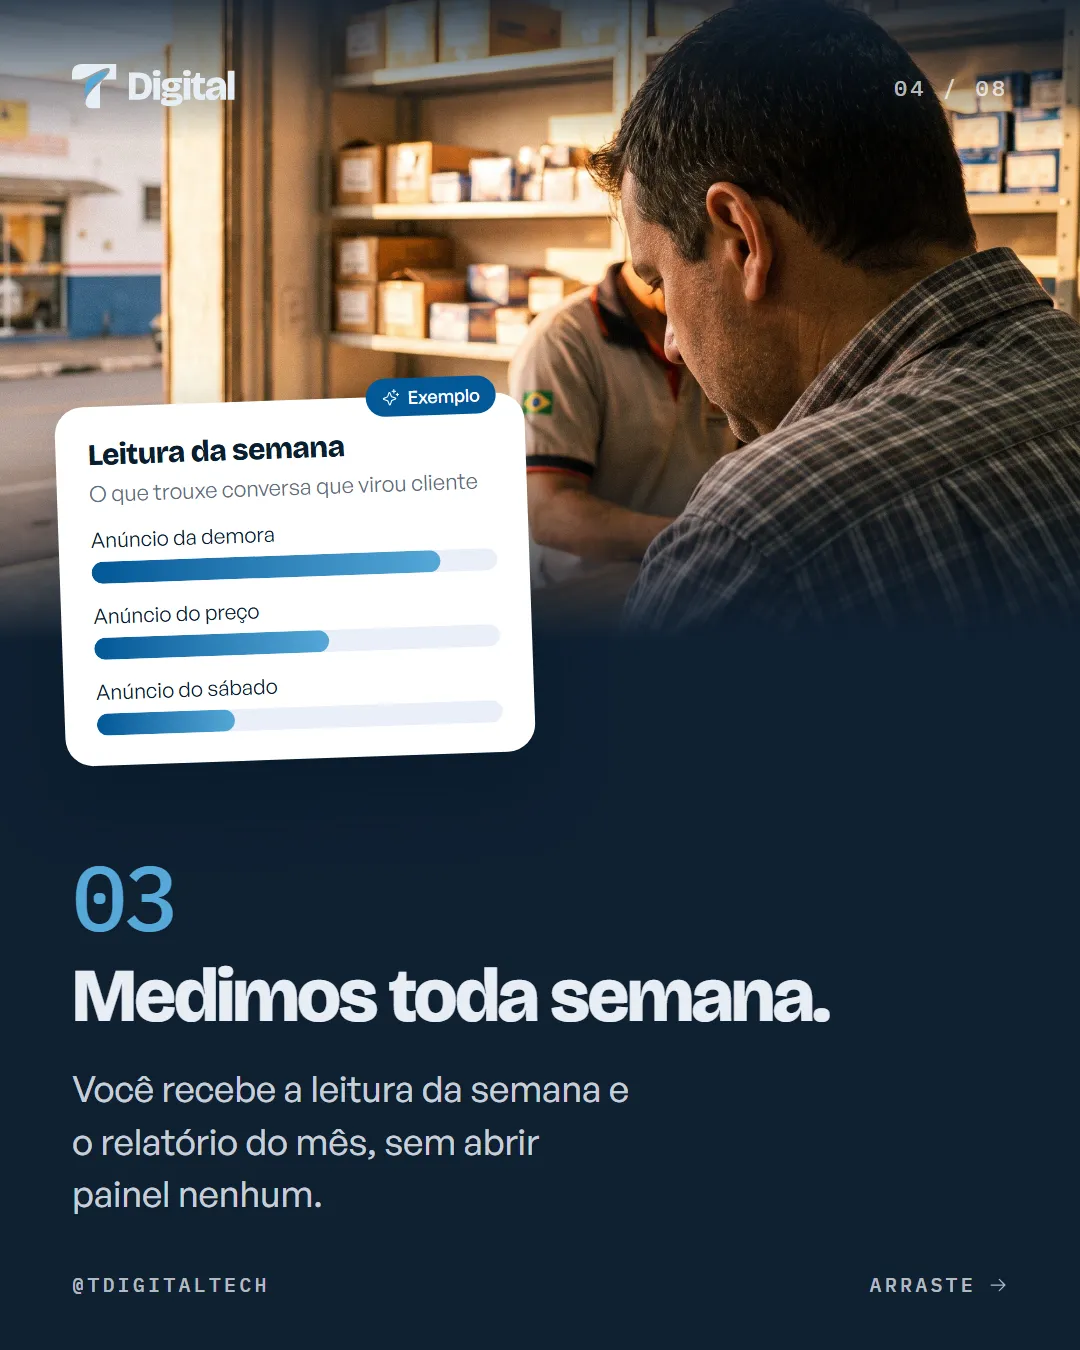 T Digital
04 / 08
Exemplo
Leitura da semana
O que trouxe conversa que virou cliente
Anúncio da demora
Anúncio do preço
Anúncio do sábado
03
Medimos toda semana.
Você recebe a leitura da semana e
o relatório do mês, sem abrir
painel nenhum.
@TDIGITALTECH
ARRASTE →